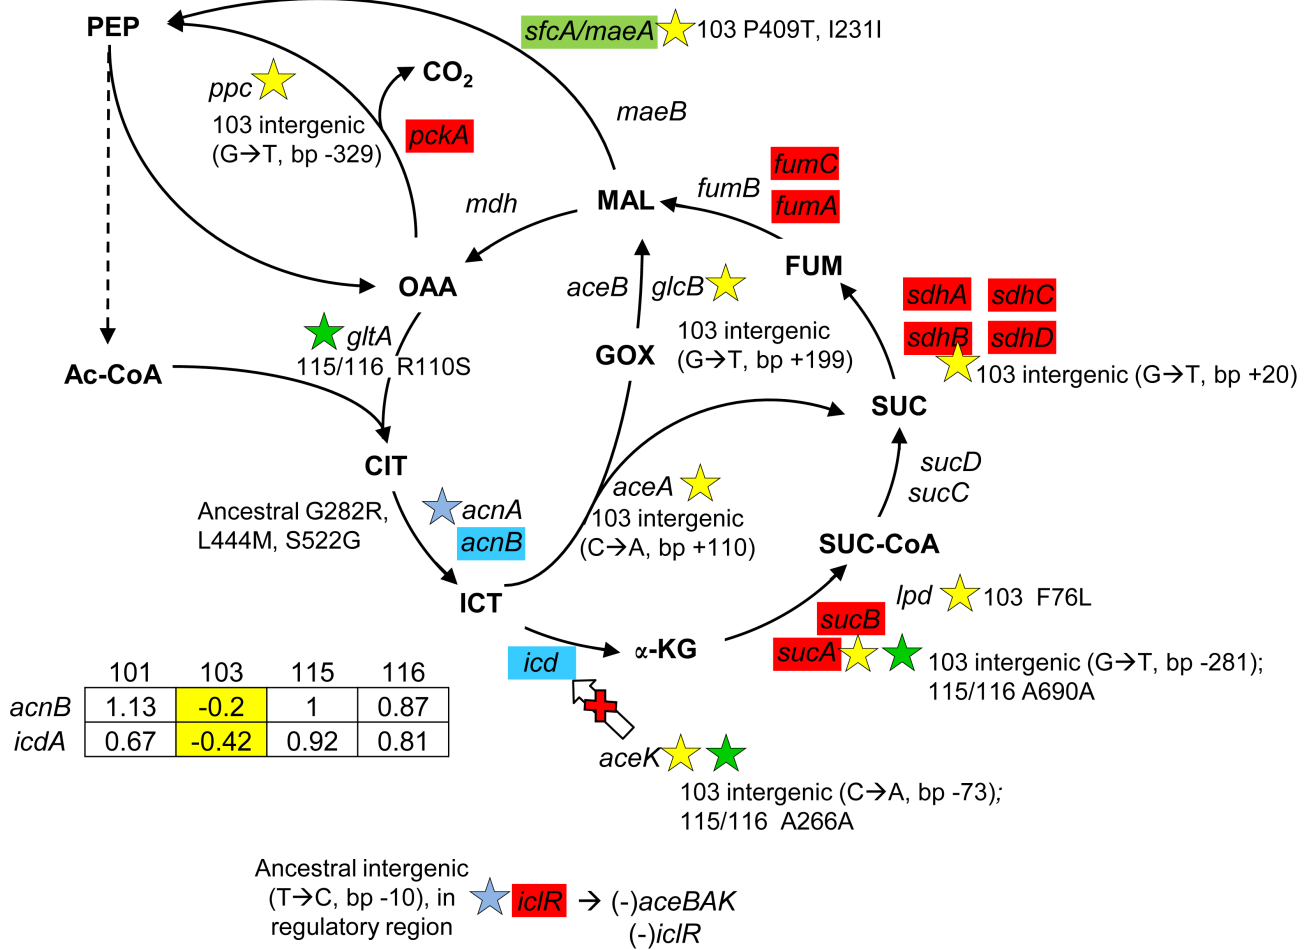 PEP
sfcA/maeA 103 P409T, I231I
CO2
ppc
103 intergenic
(G→T, bp -329)
pckA
maeB
fumC
fumB
fumA
MAL
mdh
FUM
OAA
aceB glcB
sdhA sdhC
sdhB sdhD
gltA
115/116 R110S
103 intergenic
(G→T, bp +199)
GOX
Ac-CoA
103 intergenic (G→T, bp +20)
SUC
CIT
sucD
sucC
aceA
103 intergenic
(C→A, bp +110)
Ancestral G282R,
L444M, S522G
acnA
acnB
SUC-CoA
ICT
lpd 103 F76L
sucB
sucA
103 intergenic (G→T, bp -281);
115/116 A690A
icd
α-KG
101 103 115 116
acnB 1.13 -0.2 1 0.87
icdA 0.67 -0.42 0.92 0.81
aceK
103 intergenic (C→A, bp -73);
115/116 A266A
Ancestral intergenic
(T→C, bp -10), in
regulatory region
iclR → (-)aceBAK
(-)iclR